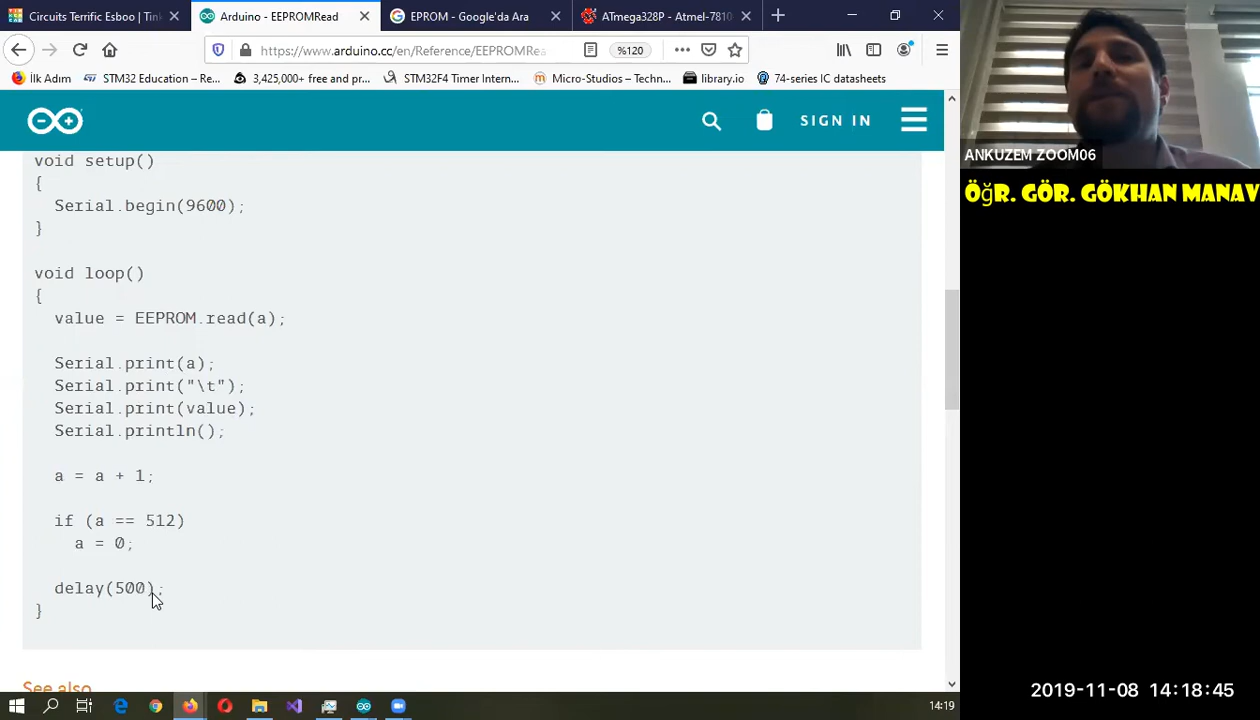 Circuits Terrific Esboo | Tink
Arduino - EEPROMRead
EPROM - Google'da Ara
ATmega328P - Atmel-7810
https://www.arduino.cc/en/Reference/EEPROMRea
%120
İlk Adım
STM32 Education - Re...
3,425,000+ free and pr...
STM32F4 Timer Intern...
Micro-Studios – Techn...
library.io
74-series IC datasheets
SIGN IN
void setup()
{
Serial.begin(9600);
}
void loop()
{
value = EEPROM.read(a);
Serial.print(a);
Serial.print("\t");
Serial.print(value);
Serial.println();
a = a + 1;
if (a == 512)
a = 0;
delay(500);
}
See also
14:19
ANKUZEM ZOOM06
ÖğR. GÖR. GÖKHAN MANAV
2019-11-08 14:18:45